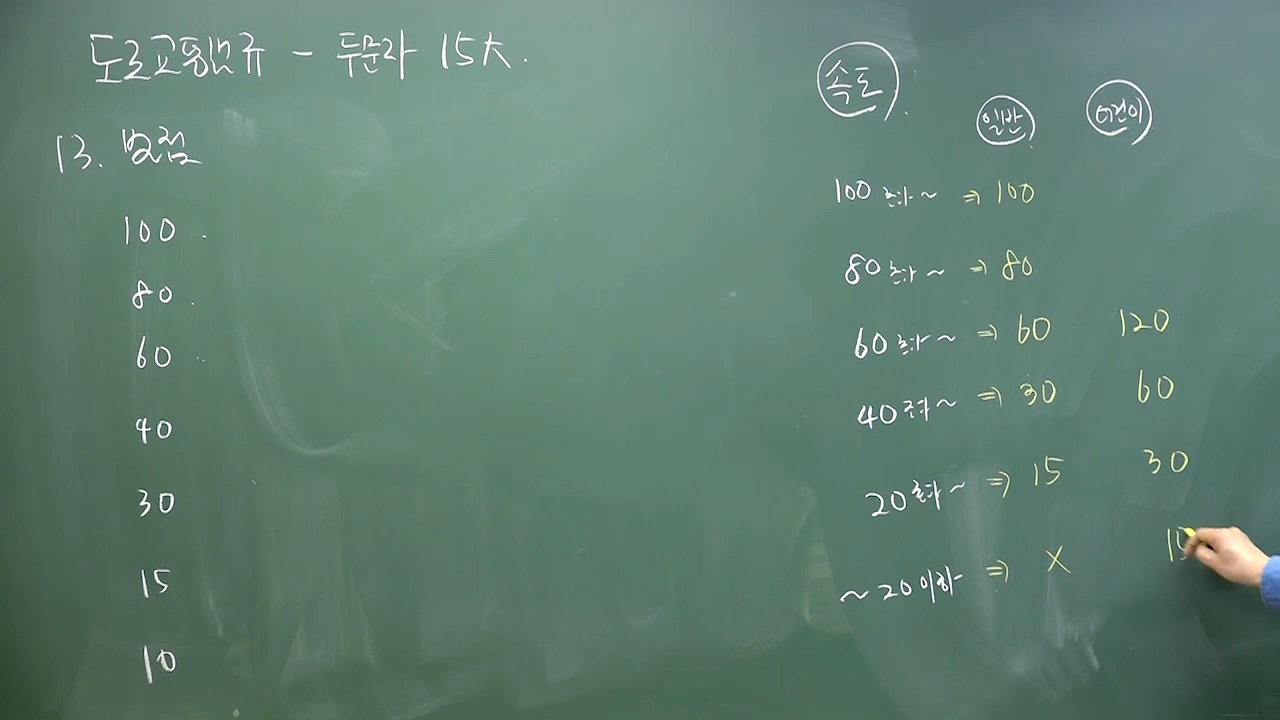 도로교통법규 - 두문자 15大.
13. 벌점
100.
80.
60.
40
30
15
10
속도.
일반 어린이
100 초과~ ⇒ 100
80 초과~ ⇒ 80
60 초과~ ⇒ 60 120
40 초과~ ⇒ 30 60
20 초과~ ⇒ 15 30
~20 이하 ⇒ X